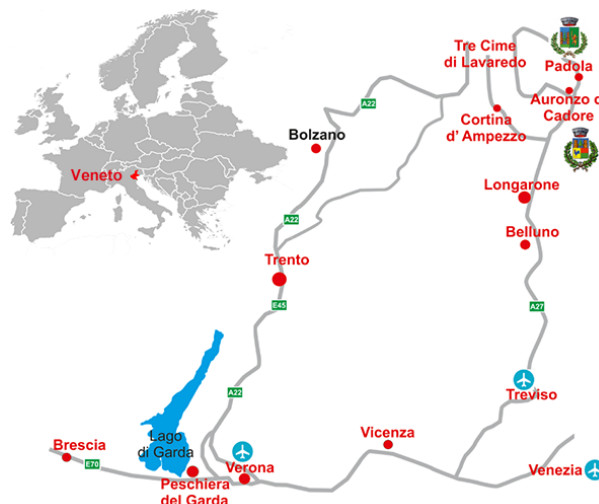 Tre Cime
di Lavaredo
Padola
Auronzo d
Cadore
Cortina
d' Ampezzo
A22
Bolzano
Veneto
Longarone
A22
Belluno
Trento
E45
A27
A22
Treviso
Lago
di Garda
Brescia
E70
Vicenza
Verona
Venezia
Peschiera
del Garda